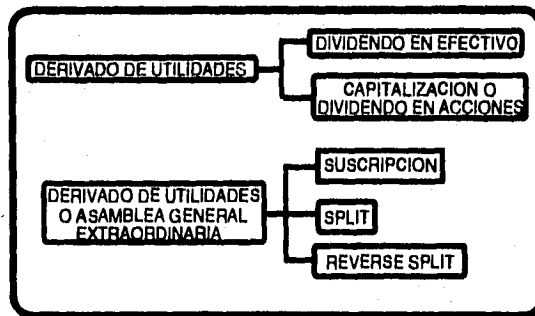 DIVIDENDO EN EFECTIVO
DERIVADO DE UTILIDADES
CAPITALIZACION O
DIVIDENDO EN ACCIONES
SUSCRIPCION
DERIVADO DE UTILIDADES
O ASAMBLEA GENERAL
EXTRAORDINARIA
SPLIT
REVERSE SPLIT